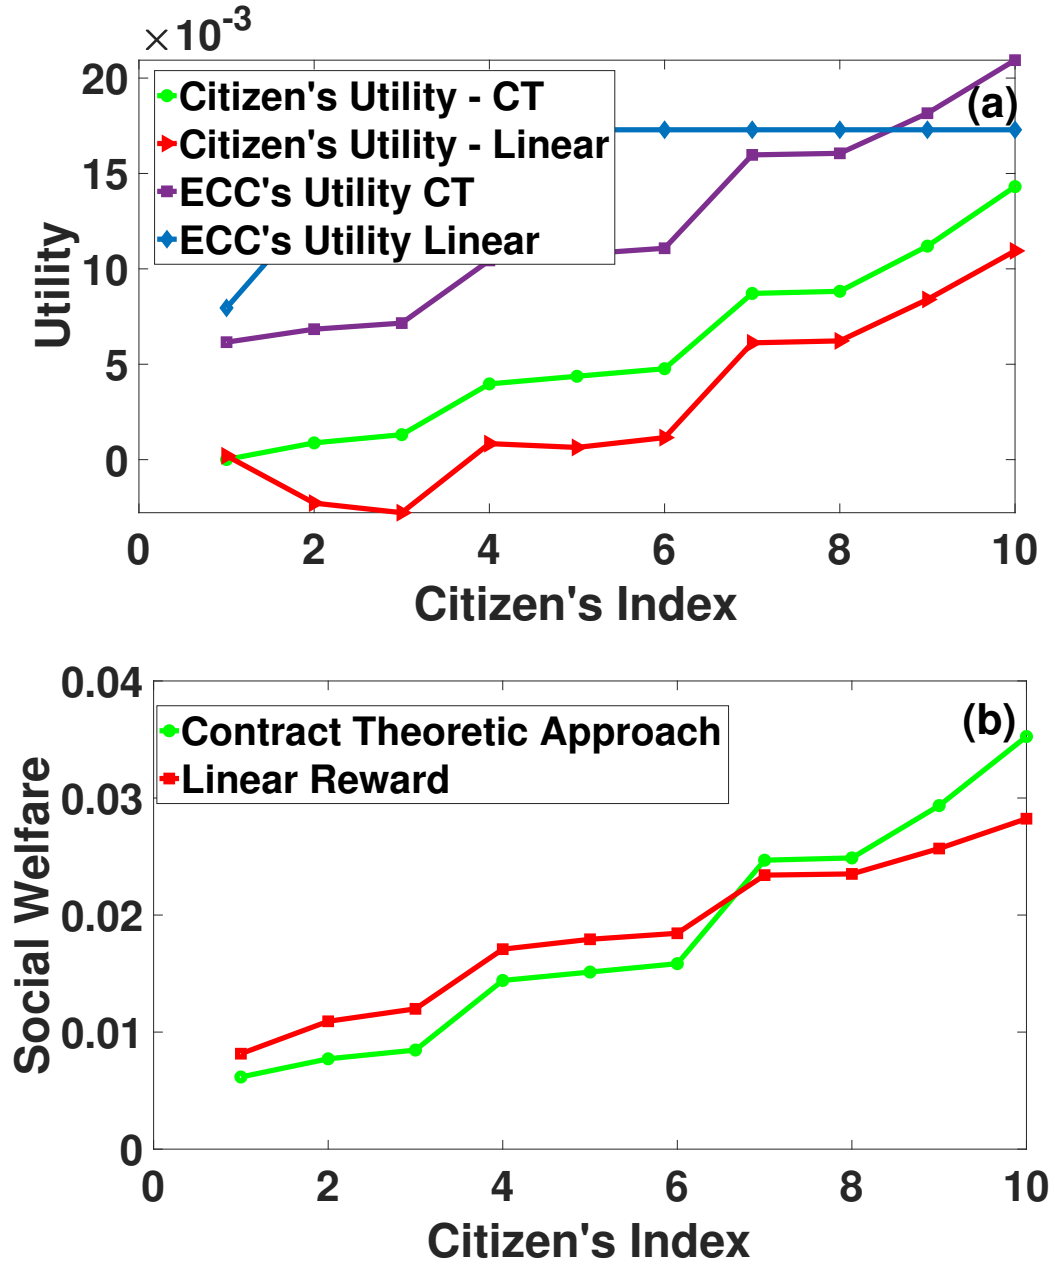 ×10⁻³
20
15
10
5
0
Utility
Citizen's Utility - CT
Citizen's Utility - Linear
ECC's Utility CT
ECC's Utility Linear
(a)
0 2 4 6 8 10
Citizen's Index
0.04
0.03
0.02
0.01
0
Social Welfare
Contract Theoretic Approach
Linear Reward
(b)
0 2 4 6 8 10
Citizen's Index